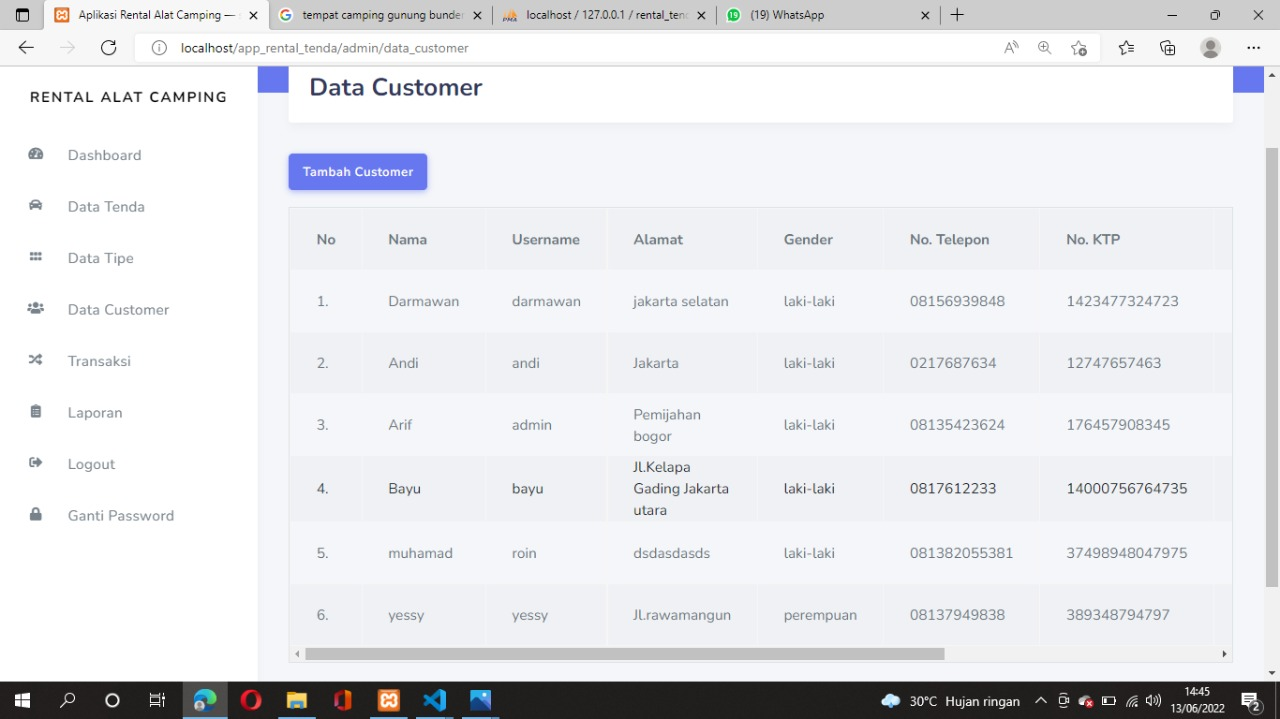 Aplikasi Rental Alat Camping —
tempat camping gunung bunde
localhost / 127.0.0.1 / rental_ten
(19) WhatsApp
localhost/app_rental_tenda/admin/data_customer
RENTAL ALAT CAMPING
Dashboard
Data Tenda
Data Tipe
Data Customer
Transaksi
Laporan
Logout
Ganti Password
Data Customer
Tambah Customer
No Nama Username Alamat Gender No. Telepon No. KTP
1. Darmawan darmawan jakarta selatan laki-laki 08156939848 1423477324723
2. Andi andi Jakarta laki-laki 0217687634 12747657463
3. Arif admin Pemijahan bogor laki-laki 08135423624 176457908345
4. Bayu bayu Jl.Kelapa Gading Jakarta utara laki-laki 0817612233 14000756764735
5. muhamad roin dsdasdasds laki-laki 081382055381 37498948047975
6. yessy yessy Jl.rawamangun perempuan 08137949838 389348794797
30°C Hujan ringan
14:45
13/06/2022
2